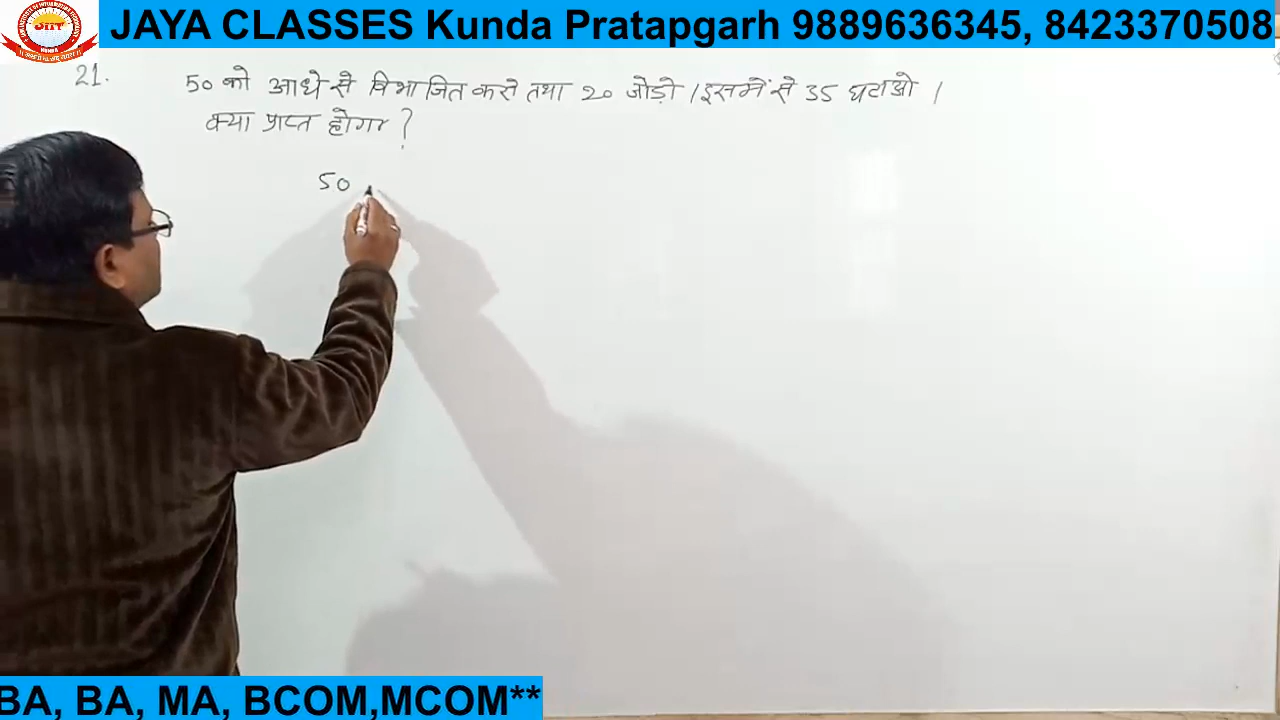 JAYA CLASSES Kunda Pratapgarh 9889636345, 8423370508
21. 50 को आधे से विभाजित करो तथा 20 जोड़ो । इसमें से 35 घटाओ ।
क्या प्राप्त होगा ?
50
BA, BA, MA, BCOM,MCOM**